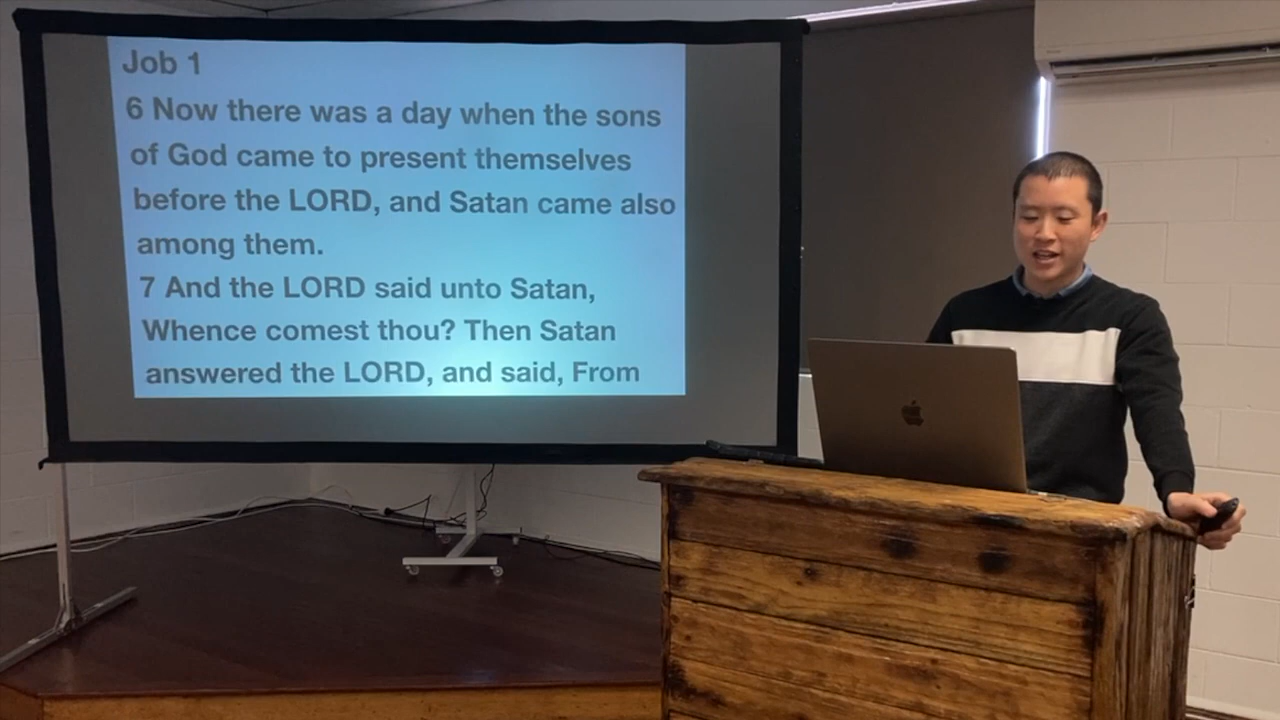 Job 1
6 Now there was a day when the sons
of God came to present themselves
before the LORD, and Satan came also
among them.
7 And the LORD said unto Satan,
Whence comest thou? Then Satan
answered the LORD, and said, From